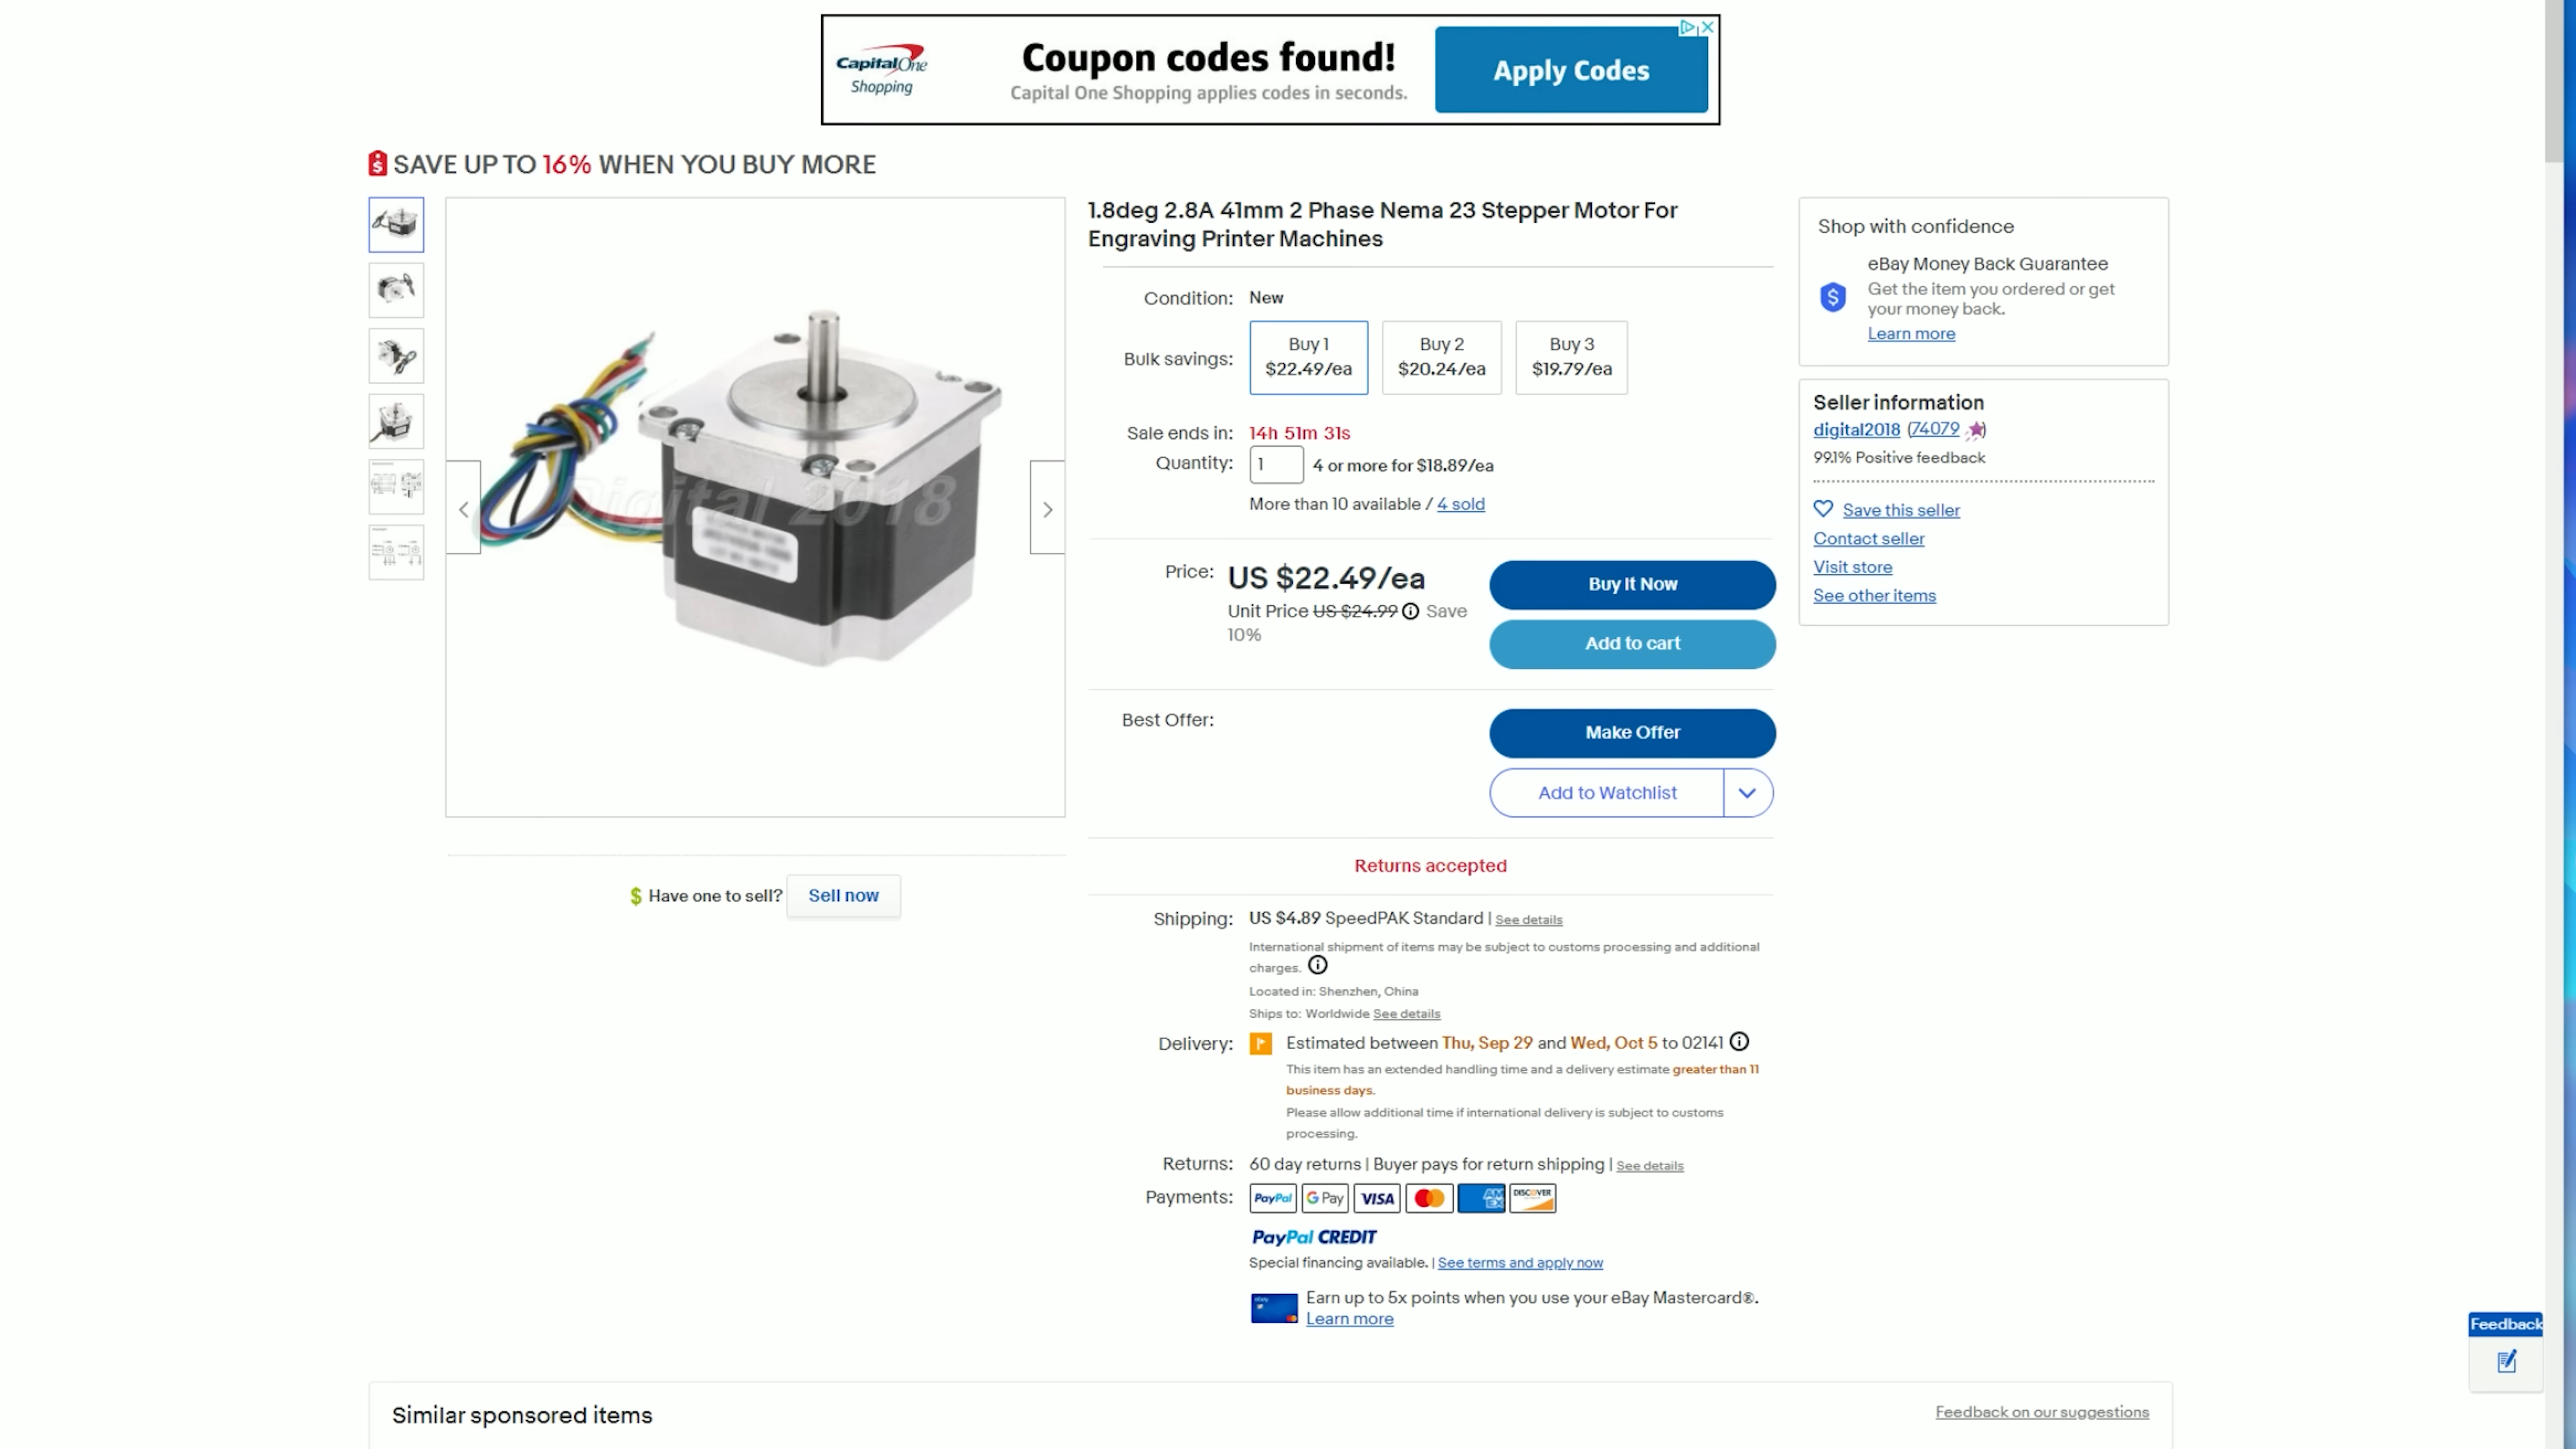 CapitalOne
Shopping
Coupon codes found!
Capital One Shopping applies codes in seconds.
Apply Codes
SAVE UP TO 16% WHEN YOU BUY MORE
Digital 2018
Have one to sell? Sell now
1.8deg 2.8A 41mm 2 Phase Nema 23 Stepper Motor For
Engraving Printer Machines
Condition: New
Bulk savings:
Buy 1
$22.49/ea
Buy 2
$20.24/ea
Buy 3
$19.79/ea
Sale ends in: 14h 51m 31s
Quantity: 1 4 or more for $18.89/ea
More than 10 available / 4 sold
Price: US $22.49/ea
Unit Price US $24.99 Save
10%
Buy It Now
Add to cart
Best Offer:
Make Offer
Add to Watchlist
Returns accepted
Shipping: US $4.89 SpeedPAK Standard | See details
International shipment of items may be subject to customs processing and additional
charges.
Located in: Shenzhen, China
Ships to: Worldwide See details
Delivery: Estimated between Thu, Sep 29 and Wed, Oct 5 to 02141
This item has an extended handling time and a delivery estimate greater than 11
business days.
Please allow additional time if international delivery is subject to customs
processing.
Returns: 60 day returns | Buyer pays for return shipping | See details
Payments: PayPal G Pay VISA AMEX DISCOVER
PayPal CREDIT
Special financing available. | See terms and apply now
Earn up to 5x points when you use your eBay Mastercard®.
Learn more
Shop with confidence
eBay Money Back Guarantee
Get the item you ordered or get
your money back.
Learn more
Seller information
digital2018 (74079)
99.1% Positive feedback
Save this seller
Contact seller
Visit store
See other items
Feedback
Similar sponsored items
Feedback on our suggestions